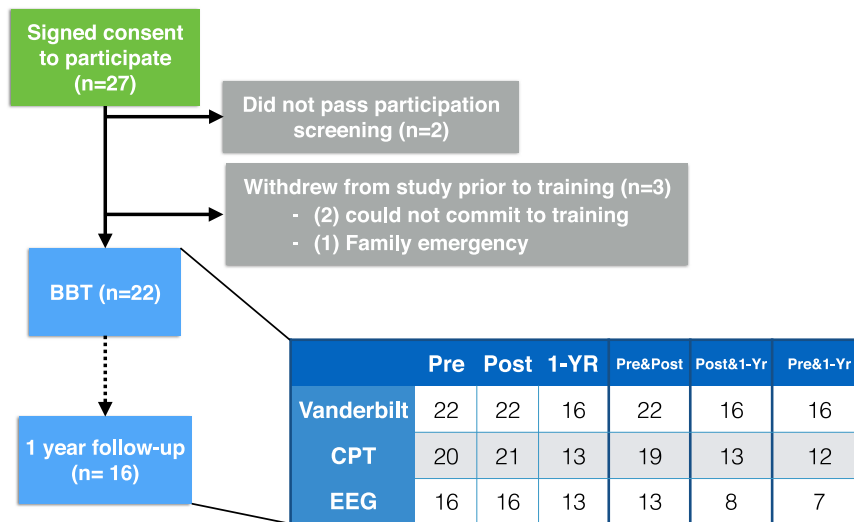 Signed consent
to participate
(n=27)
Did not pass participation
screening (n=2)
Withdrew from study prior to training (n=3)
- (2) could not commit to training
- (1) Family emergency
BBT (n=22)
1 year follow-up
(n= 16)
Pre Post 1-YR Pre&Post Post&1-Yr Pre&1-Yr
Vanderbilt 22 22 16 22 16 16
CPT 20 21 13 19 13 12
EEG 16 16 13 13 8 7